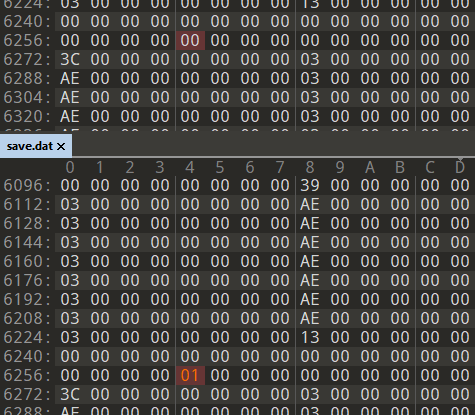 6224: 03 00 00 00 00 00 00 00 13 00 00 00 00 00
6240: 00 00 00 00 00 00 00 00 00 00 00 00 00 00
6256: 00 00 00 00 00 00 00 00 00 00 00 00 00 00
6272: 3C 00 00 00 00 00 00 00 03 00 00 00 00 00
6288: AE 00 00 00 00 00 00 00 03 00 00 00 00 00
6304: AE 00 00 00 00 00 00 00 03 00 00 00 00 00
6320: AE 00 00 00 00 00 00 00 03 00 00 00 00 00
save.dat ×
0 1 2 3 4 5 6 7 8 9 A B C D
6096: 00 00 00 00 00 00 00 00 39 00 00 00 00 00
6112: 03 00 00 00 00 00 00 00 AE 00 00 00 00 00
6128: 03 00 00 00 00 00 00 00 AE 00 00 00 00 00
6144: 03 00 00 00 00 00 00 00 AE 00 00 00 00 00
6160: 03 00 00 00 00 00 00 00 AE 00 00 00 00 00
6176: 03 00 00 00 00 00 00 00 AE 00 00 00 00 00
6192: 03 00 00 00 00 00 00 00 AE 00 00 00 00 00
6208: 03 00 00 00 00 00 00 00 AE 00 00 00 00 00
6224: 03 00 00 00 00 00 00 00 13 00 00 00 00 00
6240: 00 00 00 00 00 00 00 00 00 00 00 00 00 00
6256: 00 00 00 00 01 00 00 00 00 00 00 00 00 00
6272: 3C 00 00 00 00 00 00 00 03 00 00 00 00 00
6288: AE 00 00 00 00 00 00 00 03 00 00 00 00 00